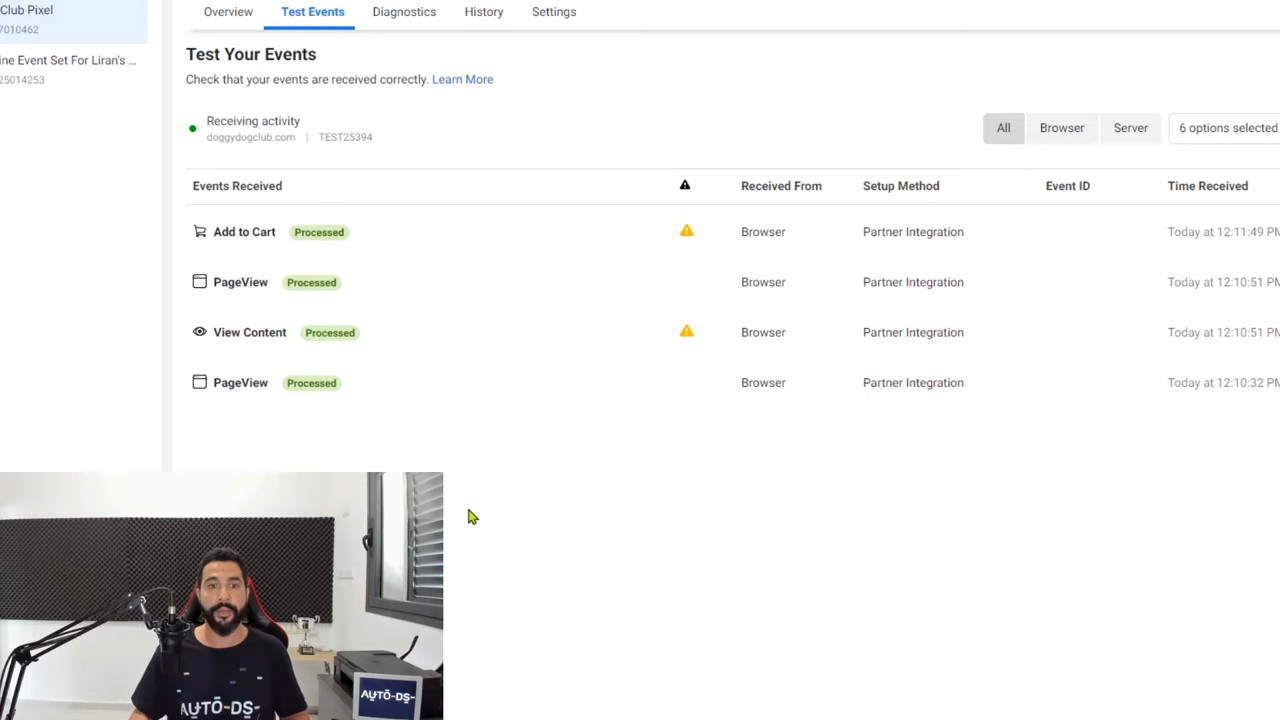 Club Pixel
7010462
ine Event Set For Liran's ...
25014253
Overview Test Events Diagnostics History Settings
Test Your Events
Check that your events are received correctly. Learn More
Receiving activity
doggydogclub.com | TEST25394
All Browser Server 6 options selected
Events Received Received From Setup Method Event ID Time Received
Add to Cart Processed Browser Partner Integration Today at 12:11:49 PM
PageView Processed Browser Partner Integration Today at 12:10:51 PM
View Content Processed Browser Partner Integration Today at 12:10:51 PM
PageView Processed Browser Partner Integration Today at 12:10:32 PM
AUTO-DS-
AUTO-DS-